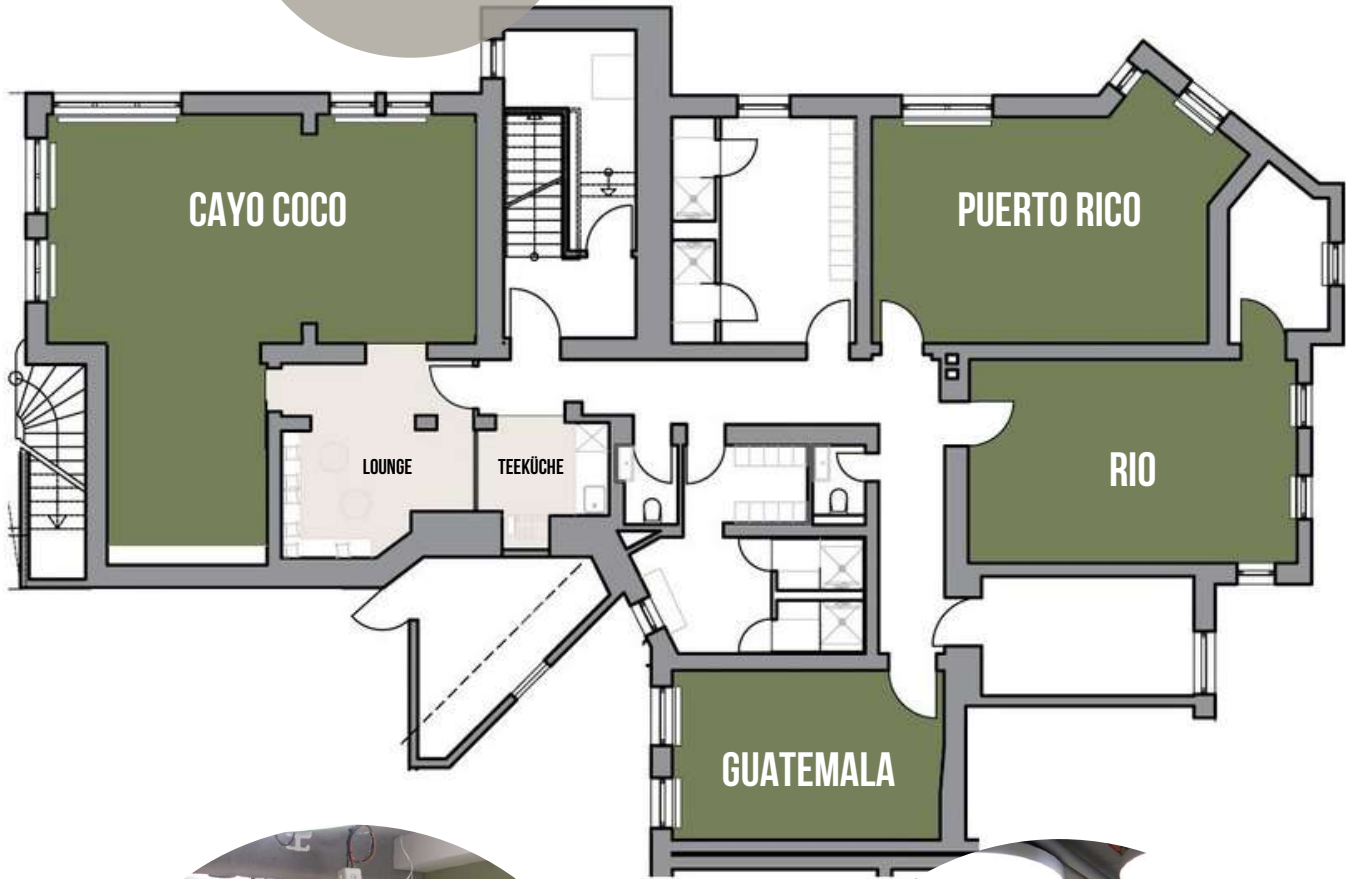 CAYO COCO
PUERTO RICO
LOUNGE
TEEKÜCHE
RIO
GUATEMALA